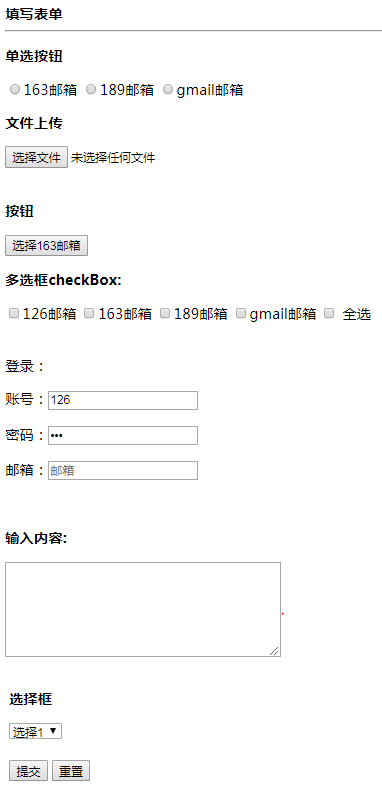 填写表单
单选按钮
163邮箱 189邮箱 gmail邮箱
文件上传
选择文件 未选择任何文件
按钮
选择163邮箱
多选框checkBox:
126邮箱 163邮箱 189邮箱 gmail邮箱 全选
登录：
账号：126
密码：•••
邮箱：邮箱
输入内容:
选择框
选择1
提交 重置